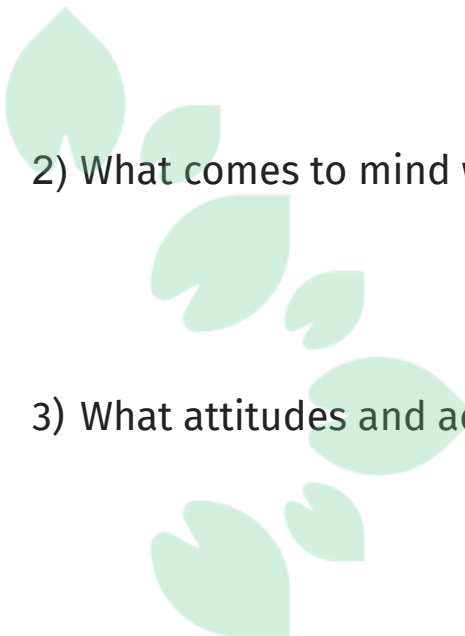 2) What comes to mind
3) What attitudes and